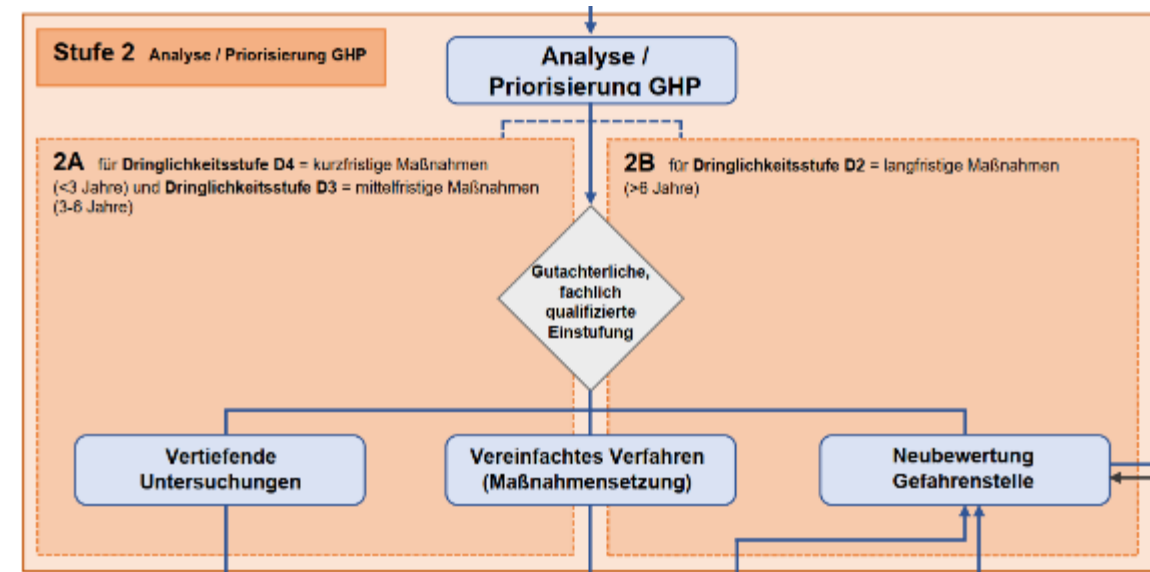 Stufe 2 Analyse / Priorisierung GHP
Analyse /
Priorisierung GHP
2A für Dringlichkeitsstufe D4 = kurzfristige Maßnahmen
(<3 Jahre) und Dringlichkeitsstufe D3 = mittelfristige Maßnahmen
(3-6 Jahre)
2B für Dringlichkeitsstufe D2 = langfristige Maßnahmen
(>6 Jahre)
Gutachterliche,
fachlich
qualifizierte
Einstufung
Vertiefende
Untersuchungen
Vereinfachtes Verfahren
(Maßnahmensetzung)
Neubewertung
Gefahrenstelle